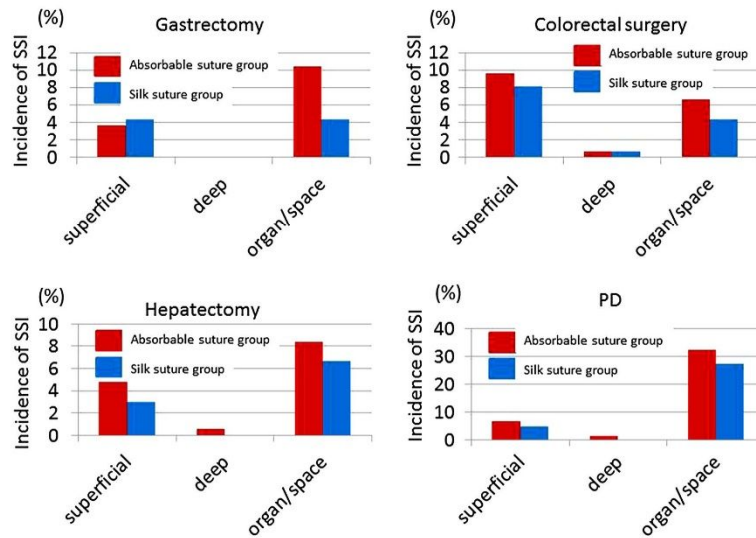 (%)
Gastrectomy
Incidence of SSI
12
10
8
6
4
2
0
Absorbable suture group
Silk suture group
superficial
deep
organ/space
(%)
Colorectal surgery
Incidence of SSI
12
10
8
6
4
2
0
Absorbable suture group
Silk suture group
superficial
deep
organ/space
(%)
Hepatectomy
Incidence of SSI
10
8
6
4
2
0
Absorbable suture group
Silk suture group
superficial
deep
organ/space
(%)
PD
Incidence of SSI
40
30
20
10
0
Absorbable suture group
Silk suture group
superficial
deep
organ/space